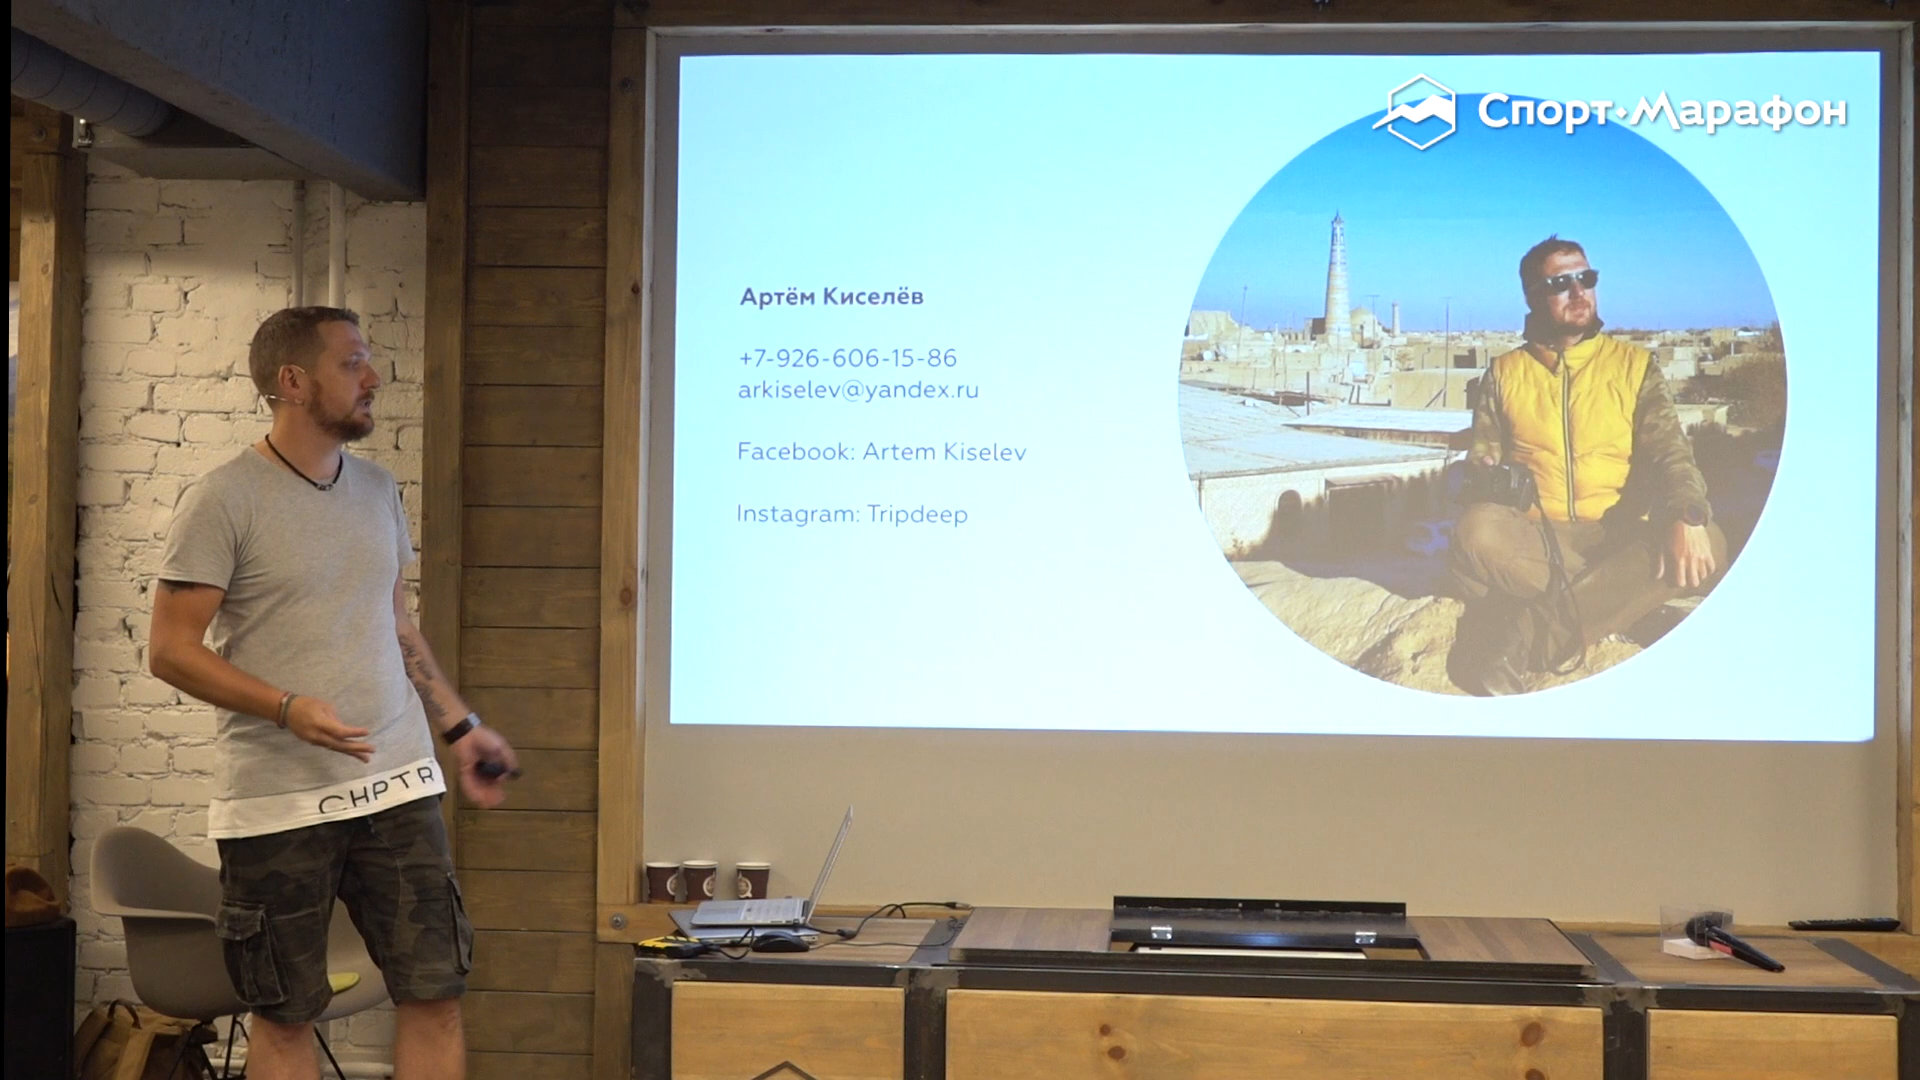 Спорт·Марафон
Артём Киселёв
+7-926-606-15-86
arkiselev@yandex.ru
Facebook: Artem Kiselev
Instagram: Tripdeep
CHPTR